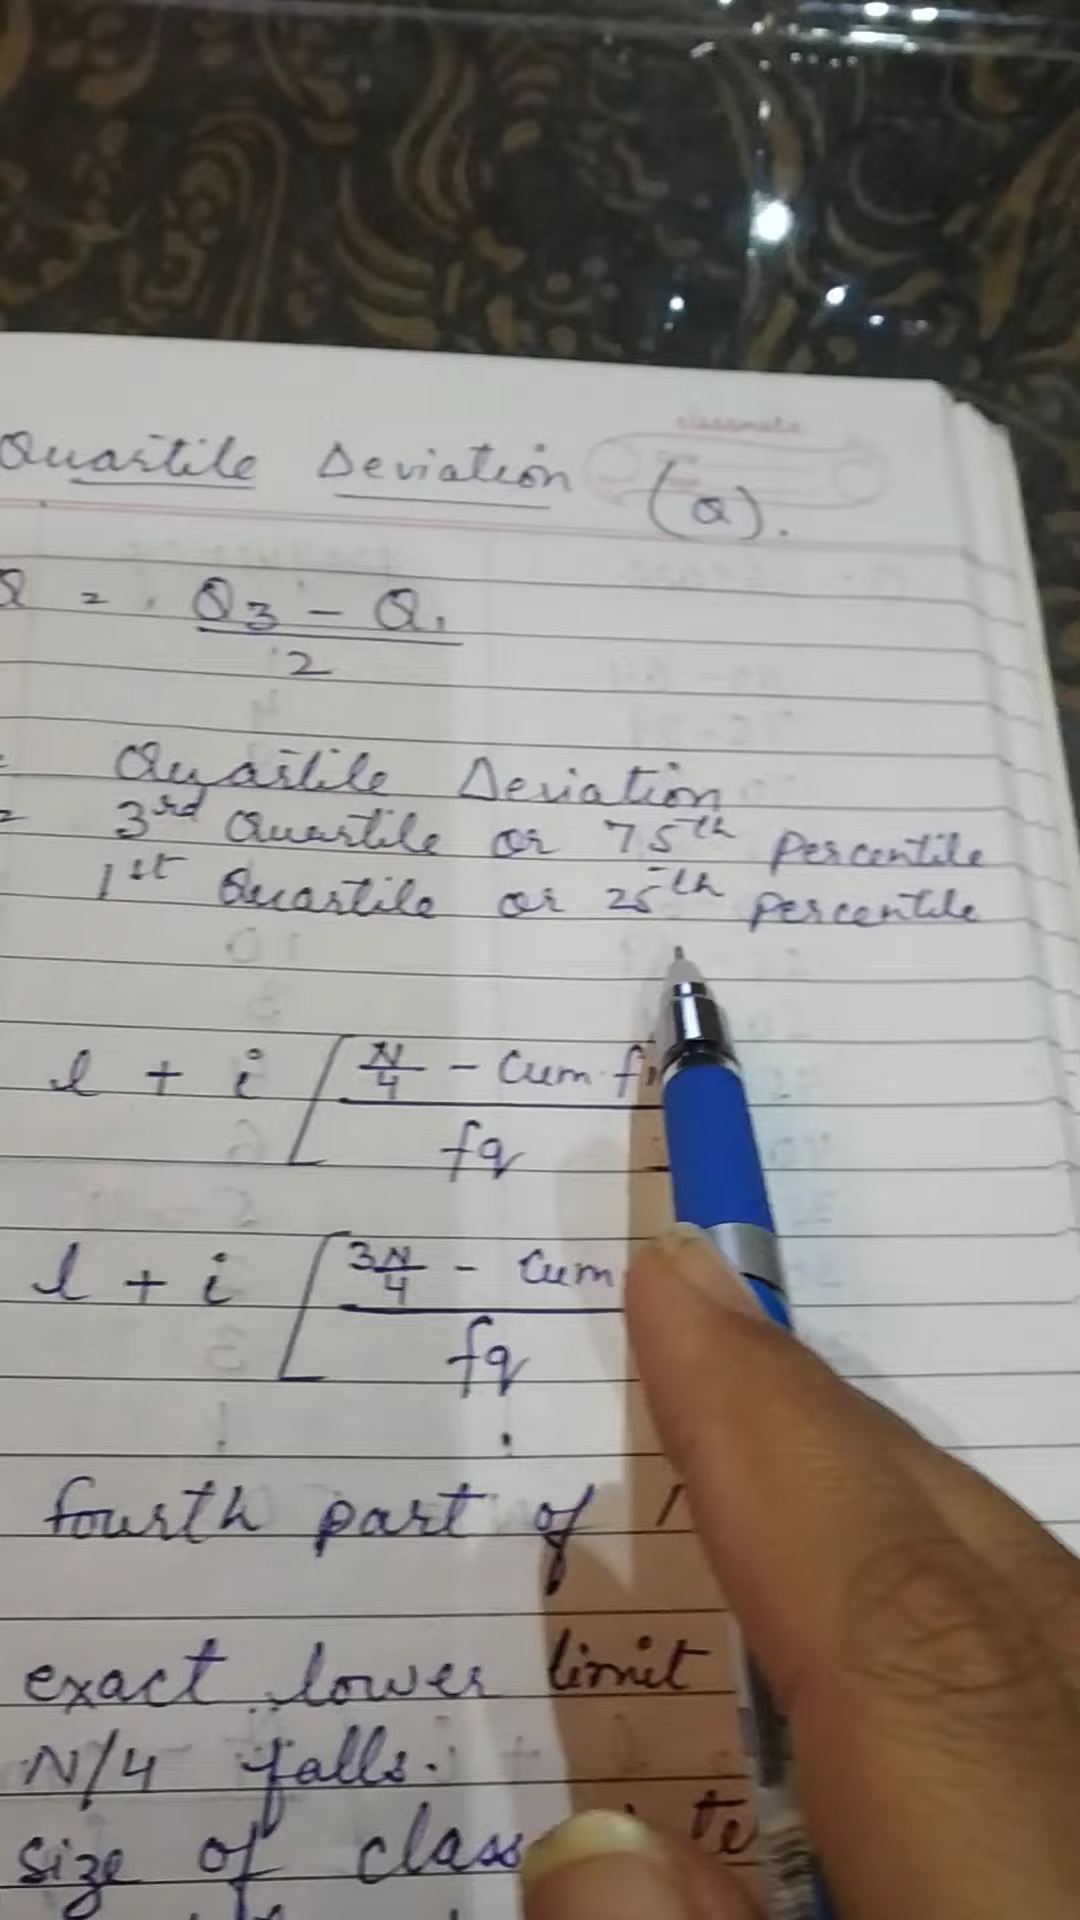 classmate
Quartile Deviation (Q).
Q = Q3 - Q1
2
= Quartile Deviation
= 3rd Quartile or 75th Percentile
1st Quartile or 25th percentile
l + i [ N/4 - Cum.f
fq
l + i [ 3N/4 - Cum
fq
fourth part of
exact lower limit
N/4 falls.
size of class